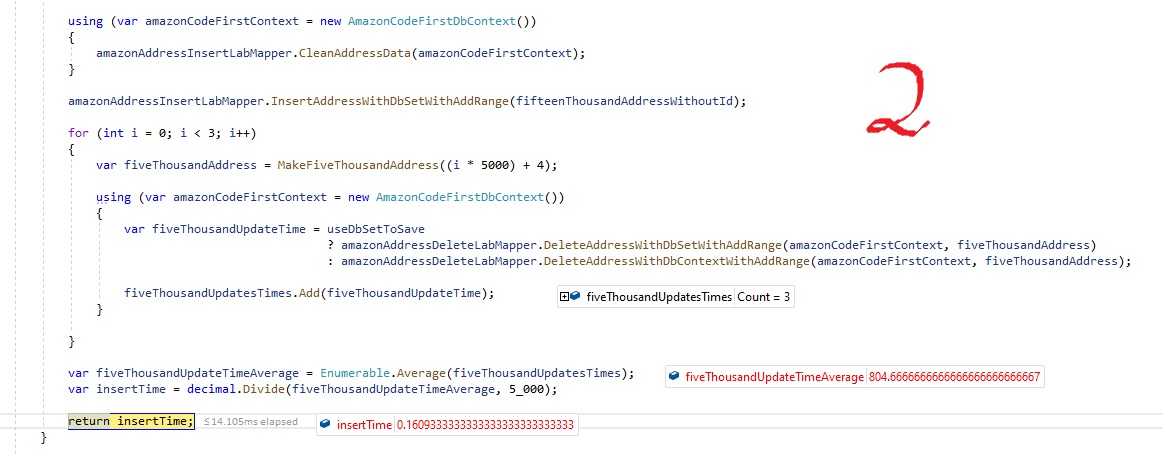 using (var amazonCodeFirstContext = new AmazonCodeFirstDbContext())
{
amazonAddressInsertLabMapper.CleanAddressData(amazonCodeFirstContext);
}
amazonAddressInsertLabMapper.InsertAddressWithDbSetWithAddRange(fifteenThousandAddressWithoutId);
2
for (int i = 0; i < 3; i++)
{
var fiveThousandAddress = MakeFiveThousandAddress((i * 5000) + 4);
using (var amazonCodeFirstContext = new AmazonCodeFirstDbContext())
{
var fiveThousandUpdateTime = useDbSetToSave
? amazonAddressDeleteLabMapper.DeleteAddressWithDbSetWithAddRange(amazonCodeFirstContext, fiveThousandAddress)
: amazonAddressDeleteLabMapper.DeleteAddressWithDbContextWithAddRange(amazonCodeFirstContext, fiveThousandAddress);
fiveThousandUpdatesTimes.Add(fiveThousandUpdateTime); fiveThousandUpdatesTimes Count = 3
}
}
var fiveThousandUpdateTimeAverage = Enumerable.Average(fiveThousandUpdatesTimes); fiveThousandUpdateTimeAverage 804.6666666666666666666666667
var insertTime = decimal.Divide(fiveThousandUpdateTimeAverage, 5_000);
return insertTime; ≤14.105ms elapsed insertTime 0.1609333333333333333333333333
}